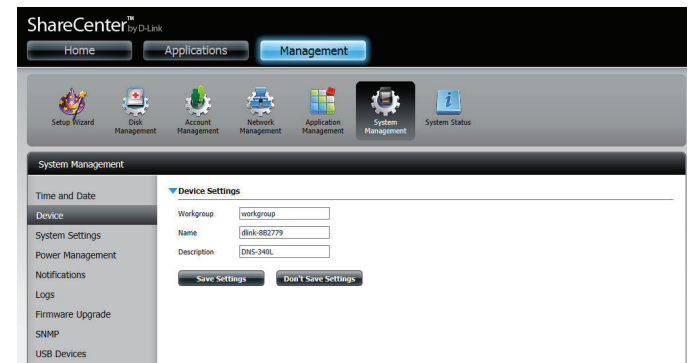 ShareCenter™ by D-Link
Home Applications Management
Setup Wizard Disk Management Account Management Network Management Application Management System Management System Status
System Management
Time and Date
Device
System Settings
Power Management
Notifications
Logs
Firmware Upgrade
SNMP
USB Devices
Device Settings
Workgroup workgroup
Name dlink-8B2779
Description DNS-340L
Save Settings Don't Save Settings